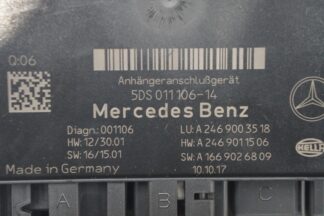 Q:06
Anhängeranschlußgerät
5DS 011 106-14
Mercedes Benz
Diagn.: 001106 LU: A 246 900 35 18
HW: 12/30.01 HW: A 246 901 15 06
SW: 16/15.01 SW: A 166 902 68 09
Made in Germany 10.10.17
HELLA
A B C